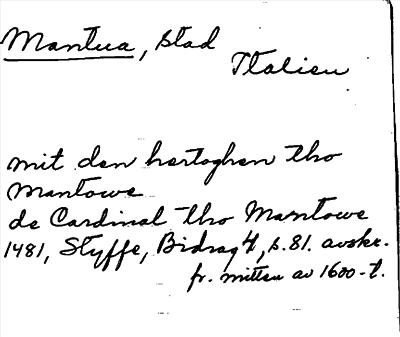 Mantua, stad
Italien
mit den hertoghen tho
Mantowe
de Cardinal tho Mantowe
1481, Styffe, Bidrag 4, s. 81. avskr.
fr. mitten av 1600-t.